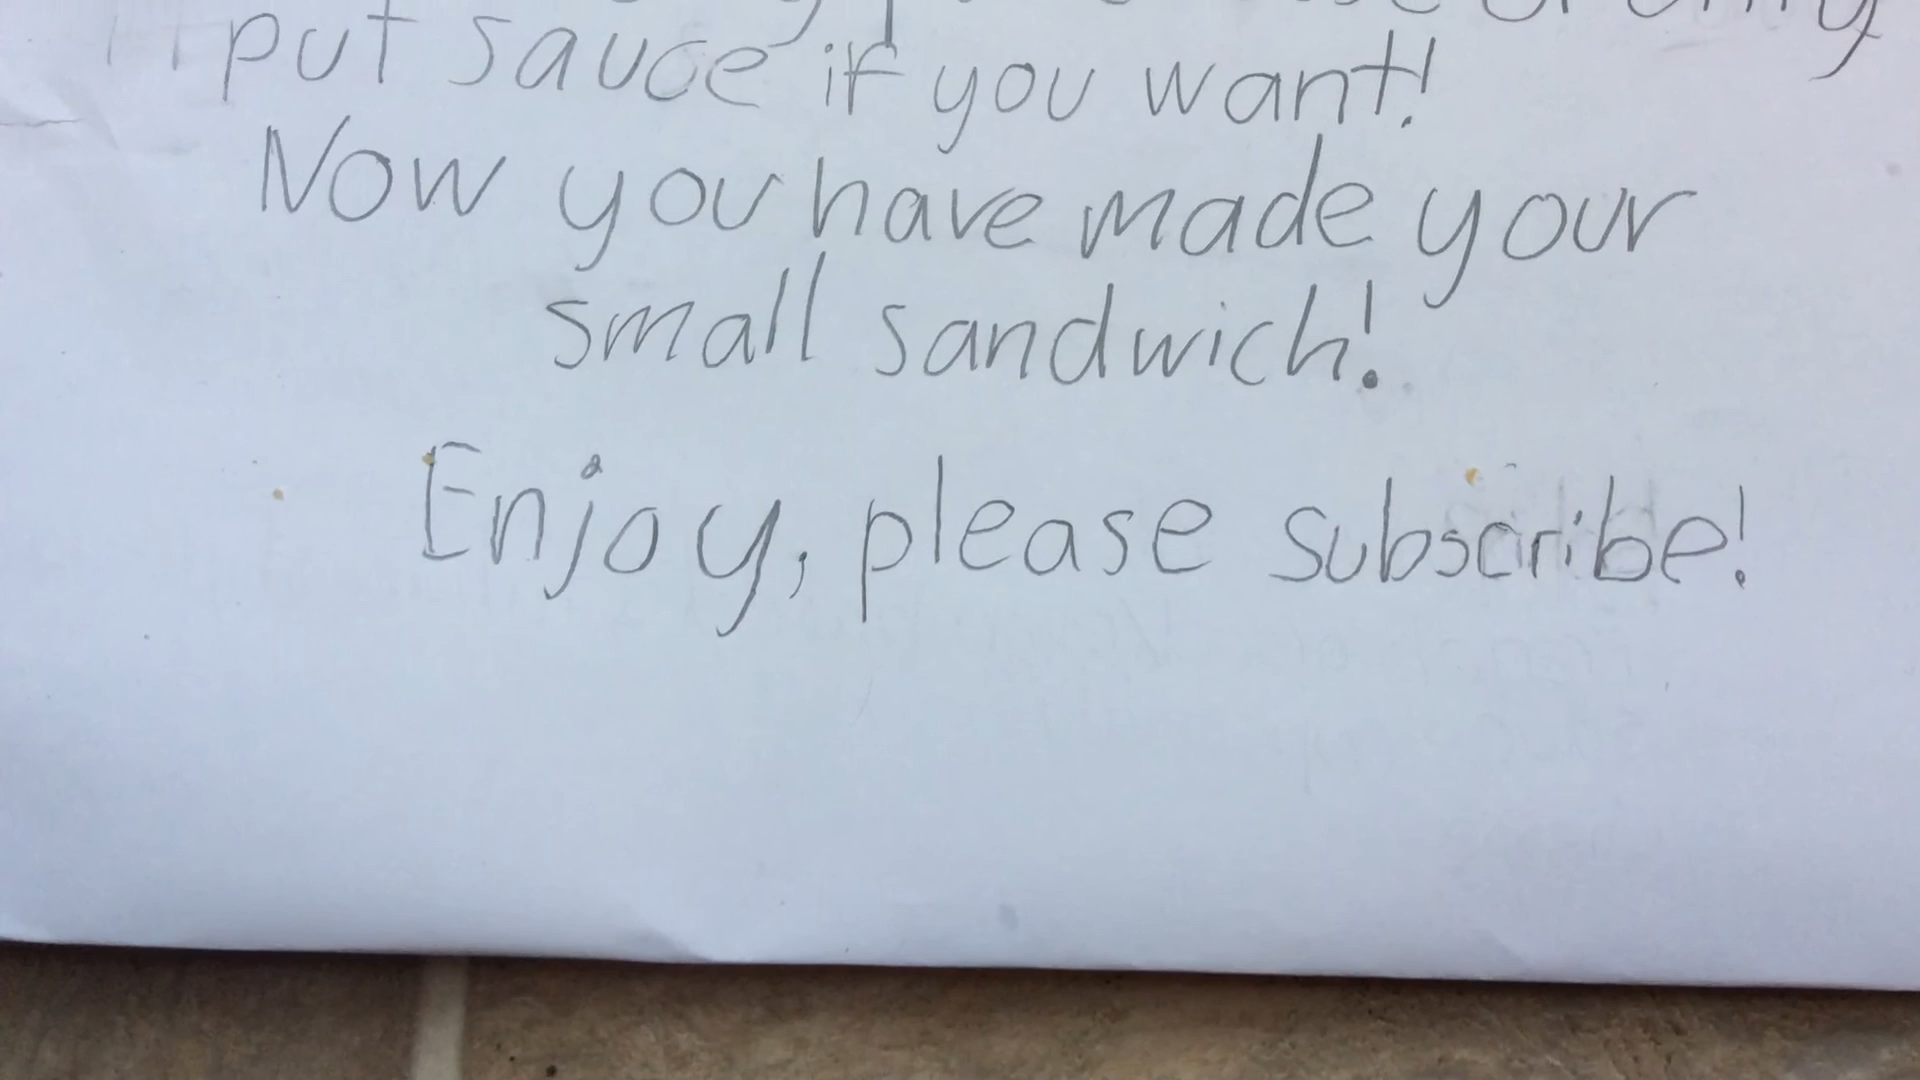 put sauce if you want!
Now you have made your
small sandwich!
Enjoy, please subscribe!